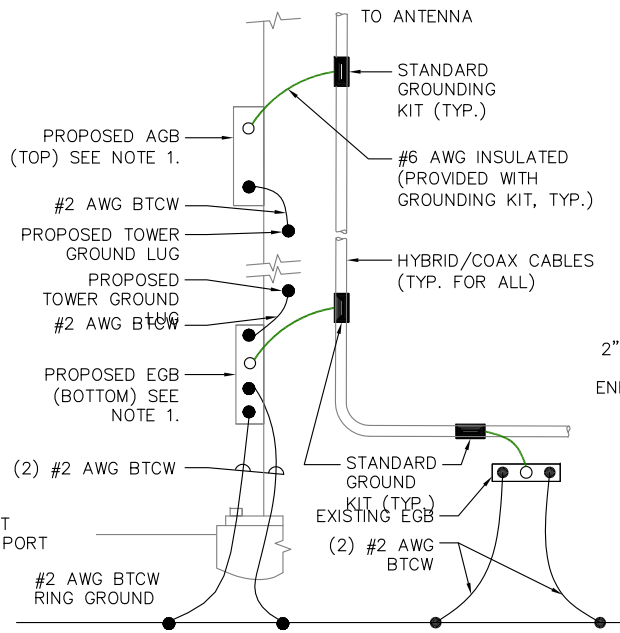 TO ANTENNA
STANDARD
GROUNDING
KIT (TYP.)
PROPOSED AGB
(TOP) SEE NOTE 1.
#6 AWG INSULATED
(PROVIDED WITH
GROUNDING KIT, TYP.)
#2 AWG BTCW
PROPOSED TOWER
GROUND LUG
HYBRID/COAX CABLES
(TYP. FOR ALL)
PROPOSED
TOWER GROUND
LUG
#2 AWG BTCW
2"
PROPOSED EGB
(BOTTOM) SEE
NOTE 1.
EN
(2) #2 AWG BTCW
STANDARD
GROUND
KIT (TYP.)
EXISTING EGB
T
PORT
(2) #2 AWG
BTCW
#2 AWG BTCW
RING GROUND